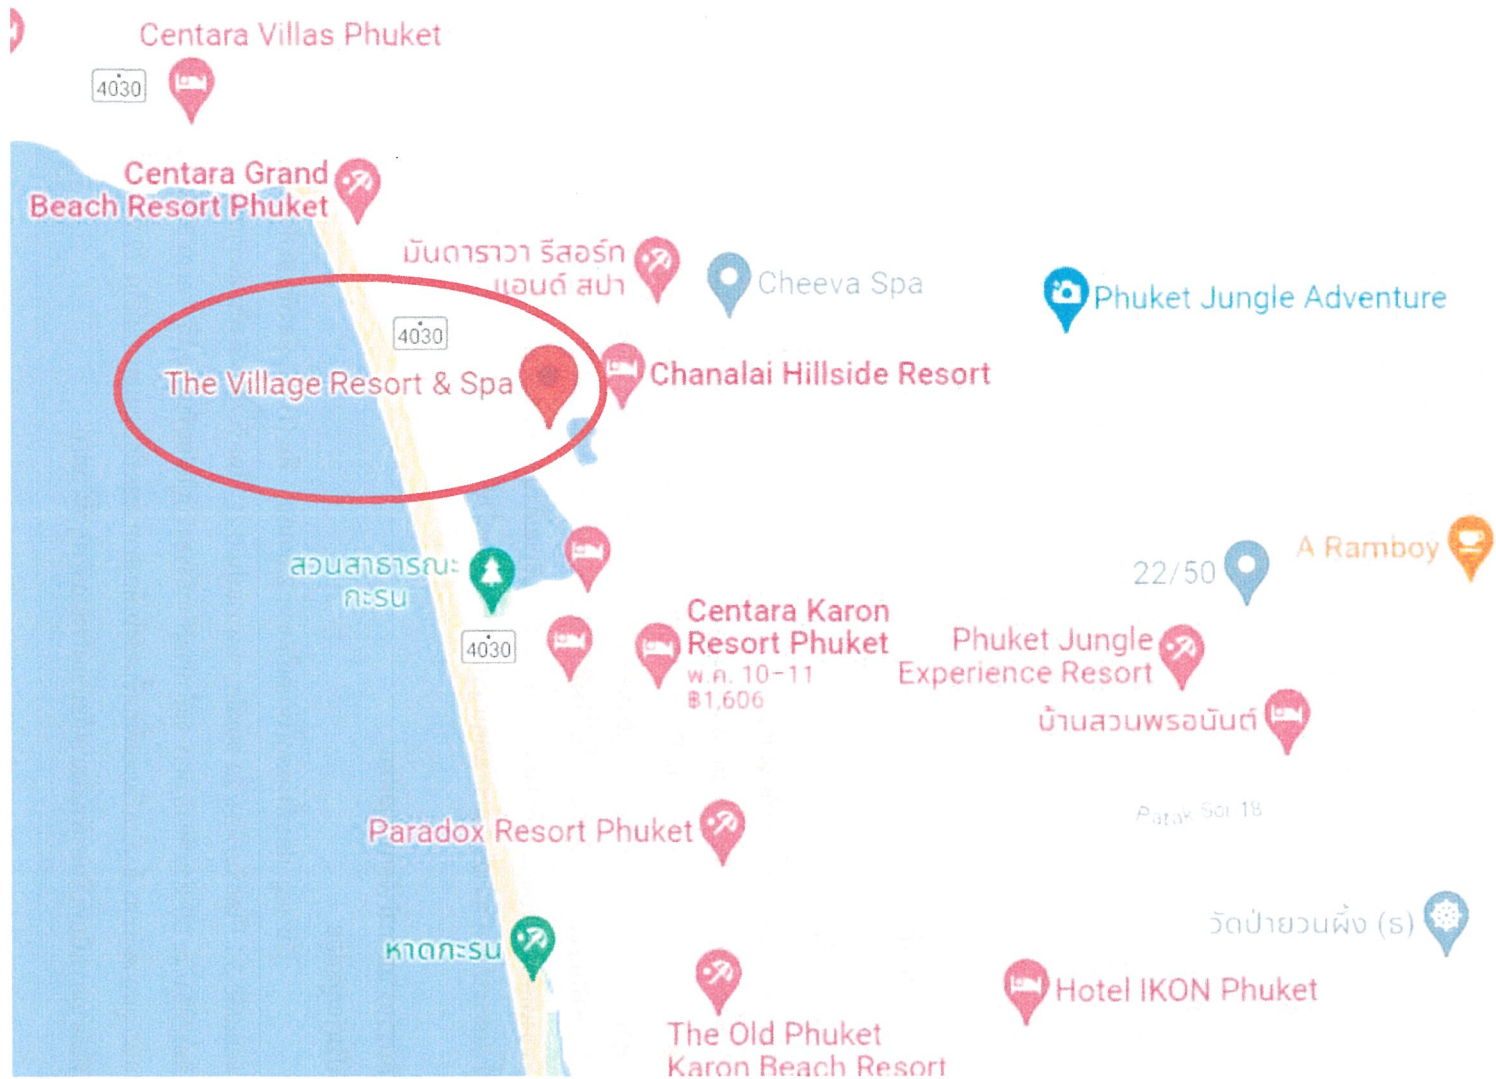 Centara Villas Phuket
4030
Centara Grand
Beach Resort Phuket
มันดาราวา รีสอร์ท
แอนด์ สปา
Cheeva Spa
Phuket Jungle Adventure
4030
The Village Resort & Spa
Chanalai Hillside Resort
สวนสาธารณะ
กะรน
22/50
A Ramboy
4030
Centara Karon
Resort Phuket
พ.ค. 10-11
฿1,606
Phuket Jungle
Experience Resort
บ้านสวนพรอนันต์
Patak Soi 18
Paradox Resort Phuket
วัดป่ายวนผึ้ง (ธ)
หาดกะรน
Hotel IKON Phuket
The Old Phuket
Karon Beach Resort